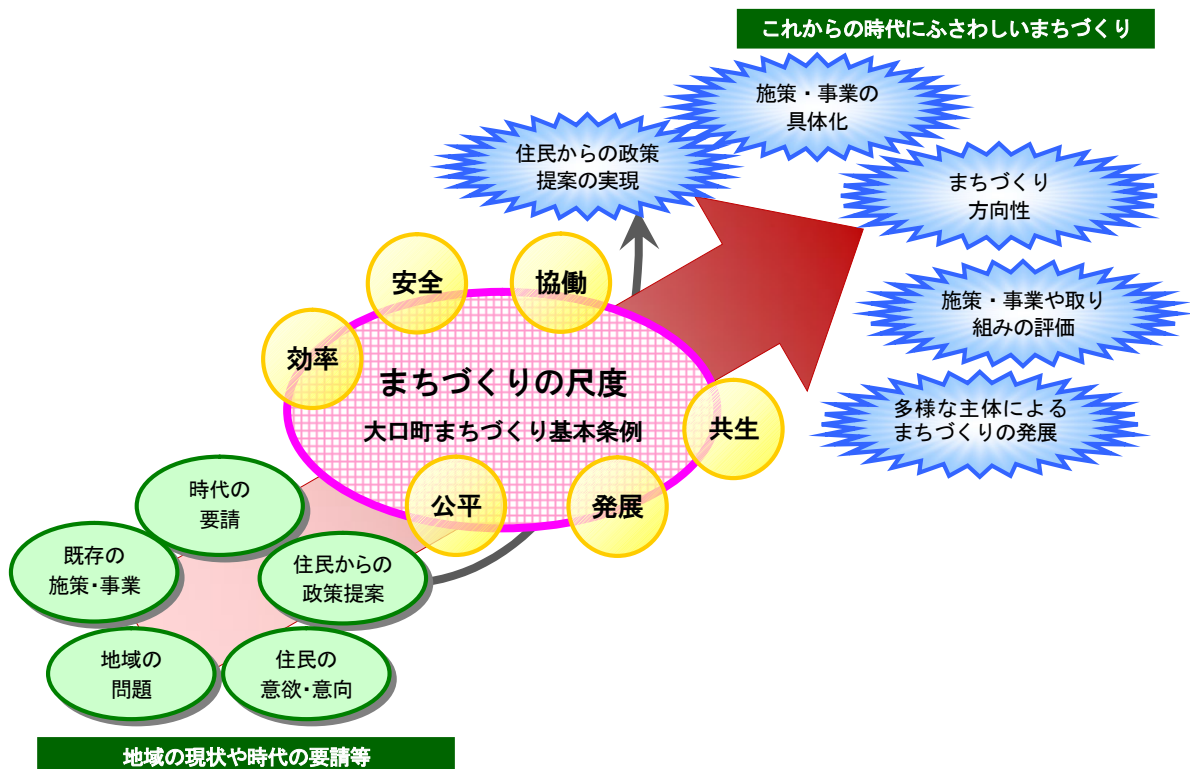 これからの時代にふさわしいまちづくり
施策・事業の
具体化
住民からの政策
提案の実現
まちづくり
方向性
施策・事業や取り
組みの評価
多様な主体による
まちづくりの発展
安全
協働
効率
まちづくりの尺度
大口町まちづくり基本条例
共生
公平
発展
時代の
要請
既存の
施策・事業
住民からの
政策提案
地域の
問題
住民の
意欲・意向
地域の現状や時代の要請等